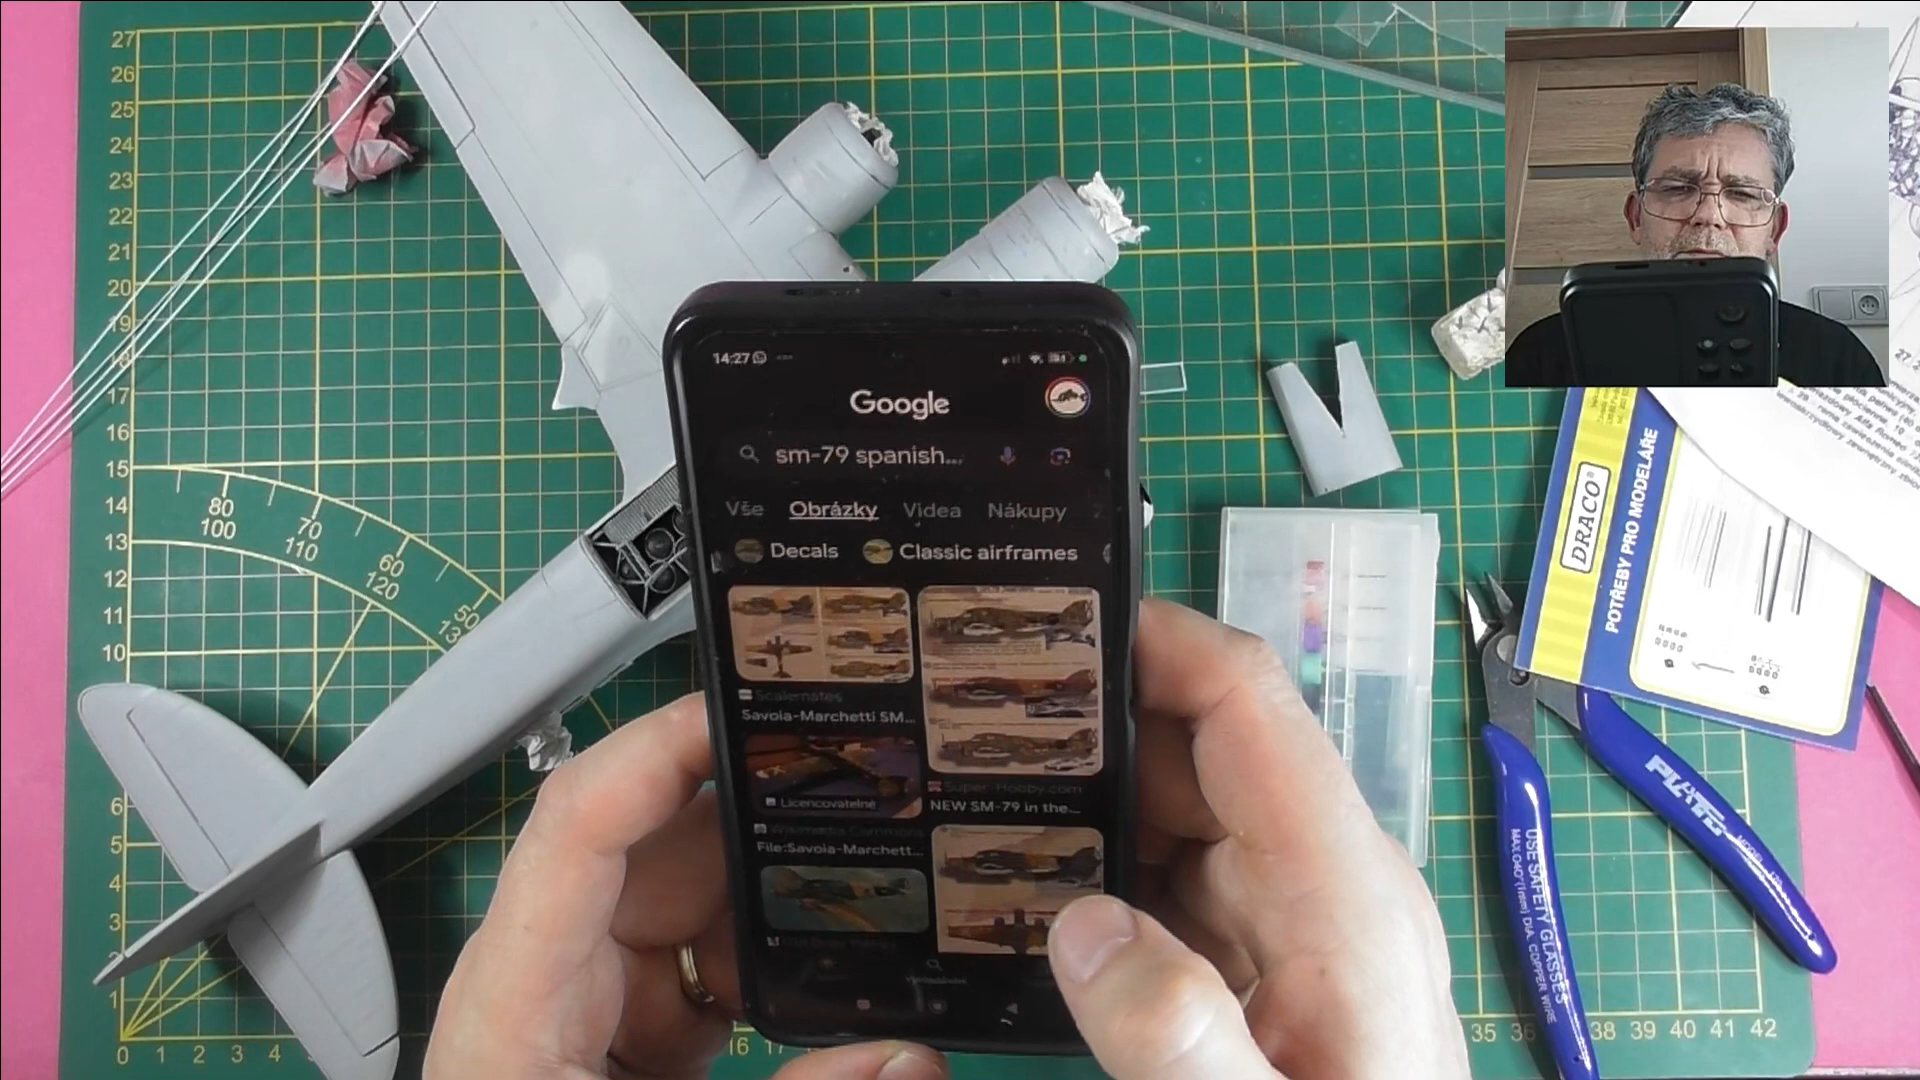 14:27
Google
sm-79 spanish...
Vše Obrázky Videa Nákupy
Decals Classic airframes
Scalemates
Savoia-Marchetti SM...
Licencovatelné
Super-Hobby.com
NEW SM-79 in the...
Wikimedia Commons
File:Savoia-Marchett...
DRACO®
POTŘEBY PRO MODELÁŘE
PLATO
USE SAFETY GLASSES
MAX.040"(1mm) DIA. COPPER WIRE
27
26
25
24
23
22
21
20
19
18
17
16
15
14
13
12
11
10
6
5
4
3
2
1
0 1 2 3 4
80 70 60 50
100 110 120 13
16 17
35 36 38 39 40 41 42